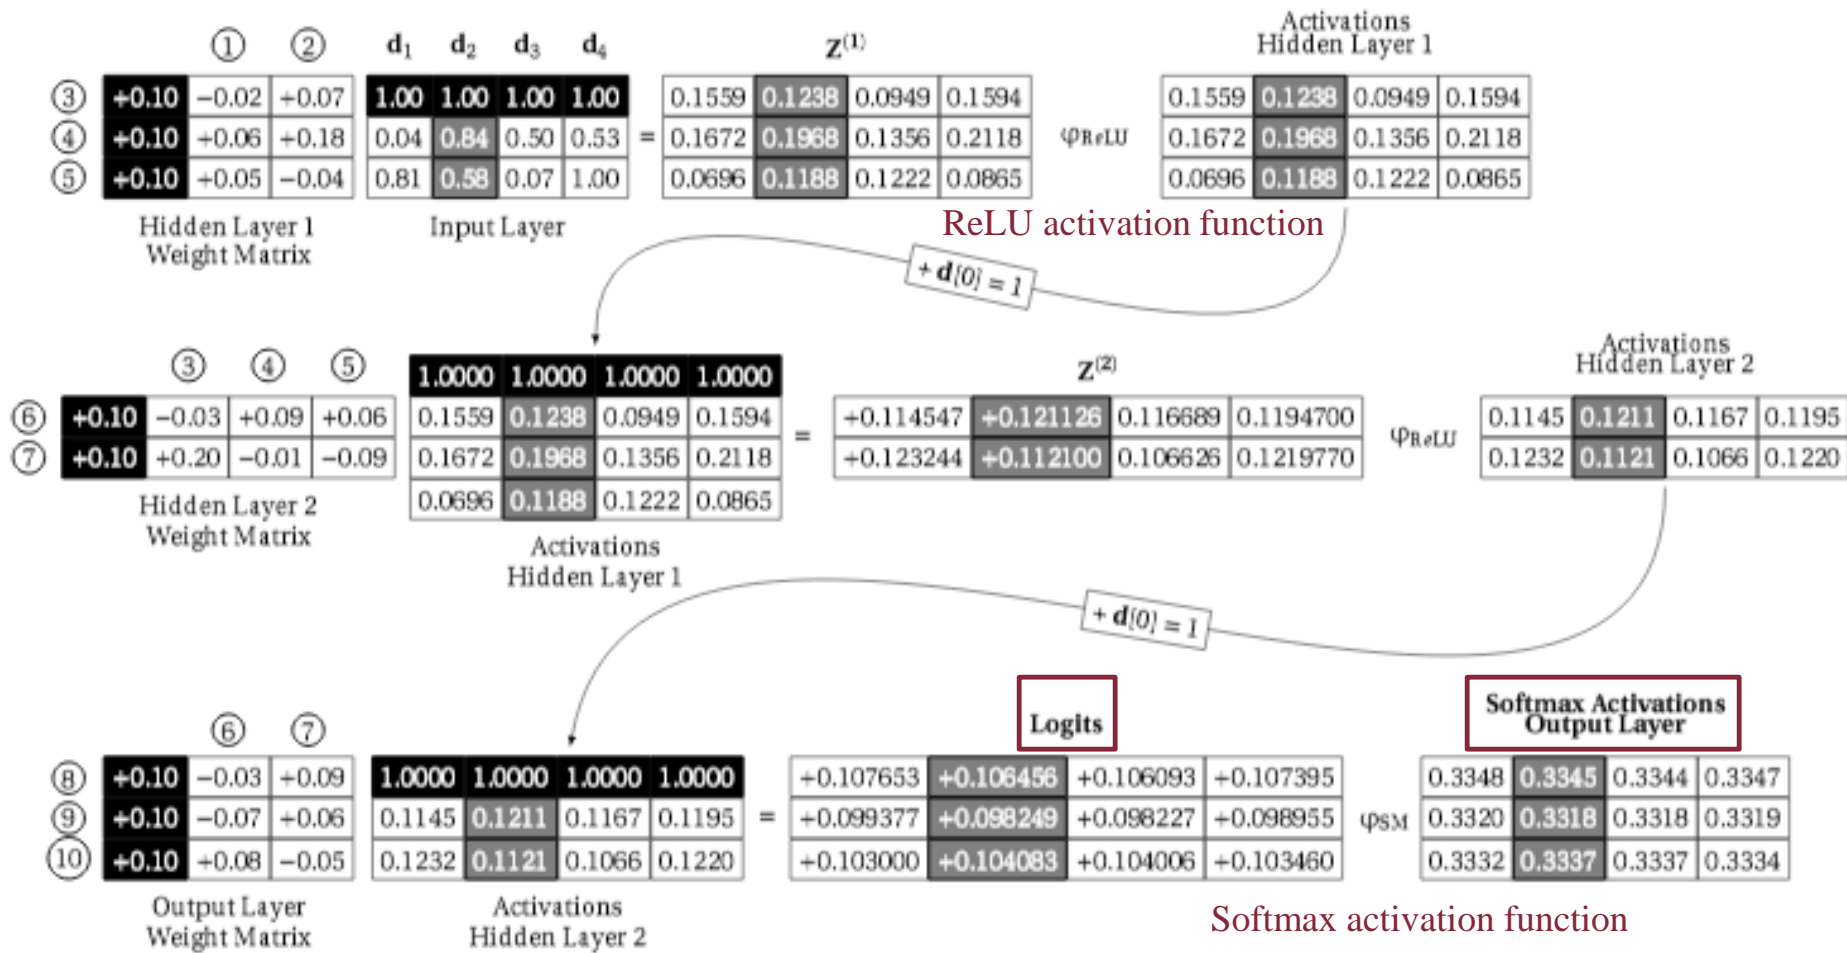 Activations
Hidden Layer 1
① ② d₁ d₂ d₃ d₄ Z⁽¹⁾
③ +0.10 −0.02 +0.07 1.00 1.00 1.00 1.00 0.1559 0.1238 0.0949 0.1594 0.1559 0.1238 0.0949 0.1594
④ +0.10 +0.06 +0.18 0.04 0.84 0.50 0.53 = 0.1672 0.1968 0.1356 0.2118 φReLU 0.1672 0.1968 0.1356 0.2118
⑤ +0.10 +0.05 −0.04 0.81 0.58 0.07 1.00 0.0696 0.1188 0.1222 0.0865 0.0696 0.1188 0.1222 0.0865
Hidden Layer 1
Weight Matrix
Input Layer
ReLU activation function
+ d[0] = 1
③ ④ ⑤
Z⁽²⁾
Activations
Hidden Layer 2
1.0000 1.0000 1.0000 1.0000
⑥ +0.10 −0.03 +0.09 +0.06 0.1559 0.1238 0.0949 0.1594 = +0.114547 +0.121126 0.116689 0.1194700 φReLU 0.1145 0.1211 0.1167 0.1195
⑦ +0.10 +0.20 −0.01 −0.09 0.1672 0.1968 0.1356 0.2118 +0.123244 +0.112100 0.106626 0.1219770 0.1232 0.1121 0.1066 0.1220
0.0696 0.1188 0.1222 0.0865
Hidden Layer 2
Weight Matrix
Activations
Hidden Layer 1
+ d[0] = 1
⑥ ⑦
Logits
Softmax Activations
Output Layer
⑧ +0.10 −0.03 +0.09 1.0000 1.0000 1.0000 1.0000 +0.107653 +0.106456 +0.106093 +0.107395 0.3348 0.3345 0.3344 0.3347
⑨ +0.10 −0.07 +0.06 0.1145 0.1211 0.1167 0.1195 = +0.099377 +0.098249 +0.098227 +0.098955 φSM 0.3320 0.3318 0.3318 0.3319
⑩ +0.10 +0.08 −0.05 0.1232 0.1121 0.1066 0.1220 +0.103000 +0.104083 +0.104006 +0.103460 0.3332 0.3337 0.3337 0.3334
Output Layer
Weight Matrix
Activations
Hidden Layer 2
Softmax activation function